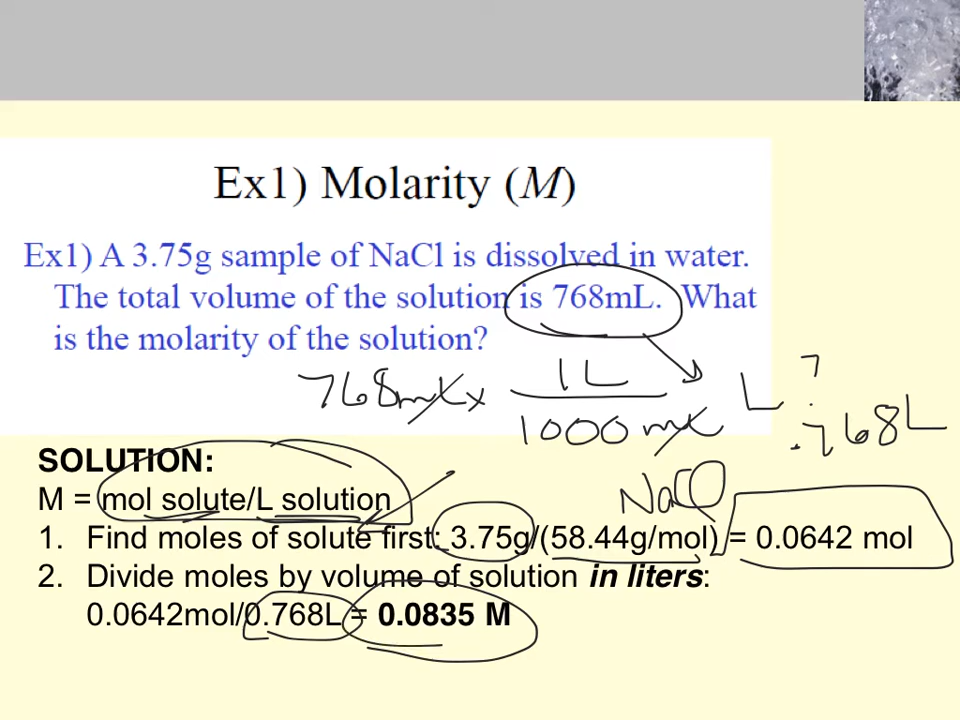 Ex1) Molarity (M)
Ex1) A 3.75g sample of NaCl is dissolved in water.
The total volume of the solution is 768mL. What
is the molarity of the solution?
768mL x 1L L ?
1000 mL .768L
SOLUTION:
NaCl
M = mol solute/L solution
1. Find moles of solute first: 3.75g/(58.44g/mol) = 0.0642 mol
2. Divide moles by volume of solution in liters:
0.0642mol/0.768L = 0.0835 M